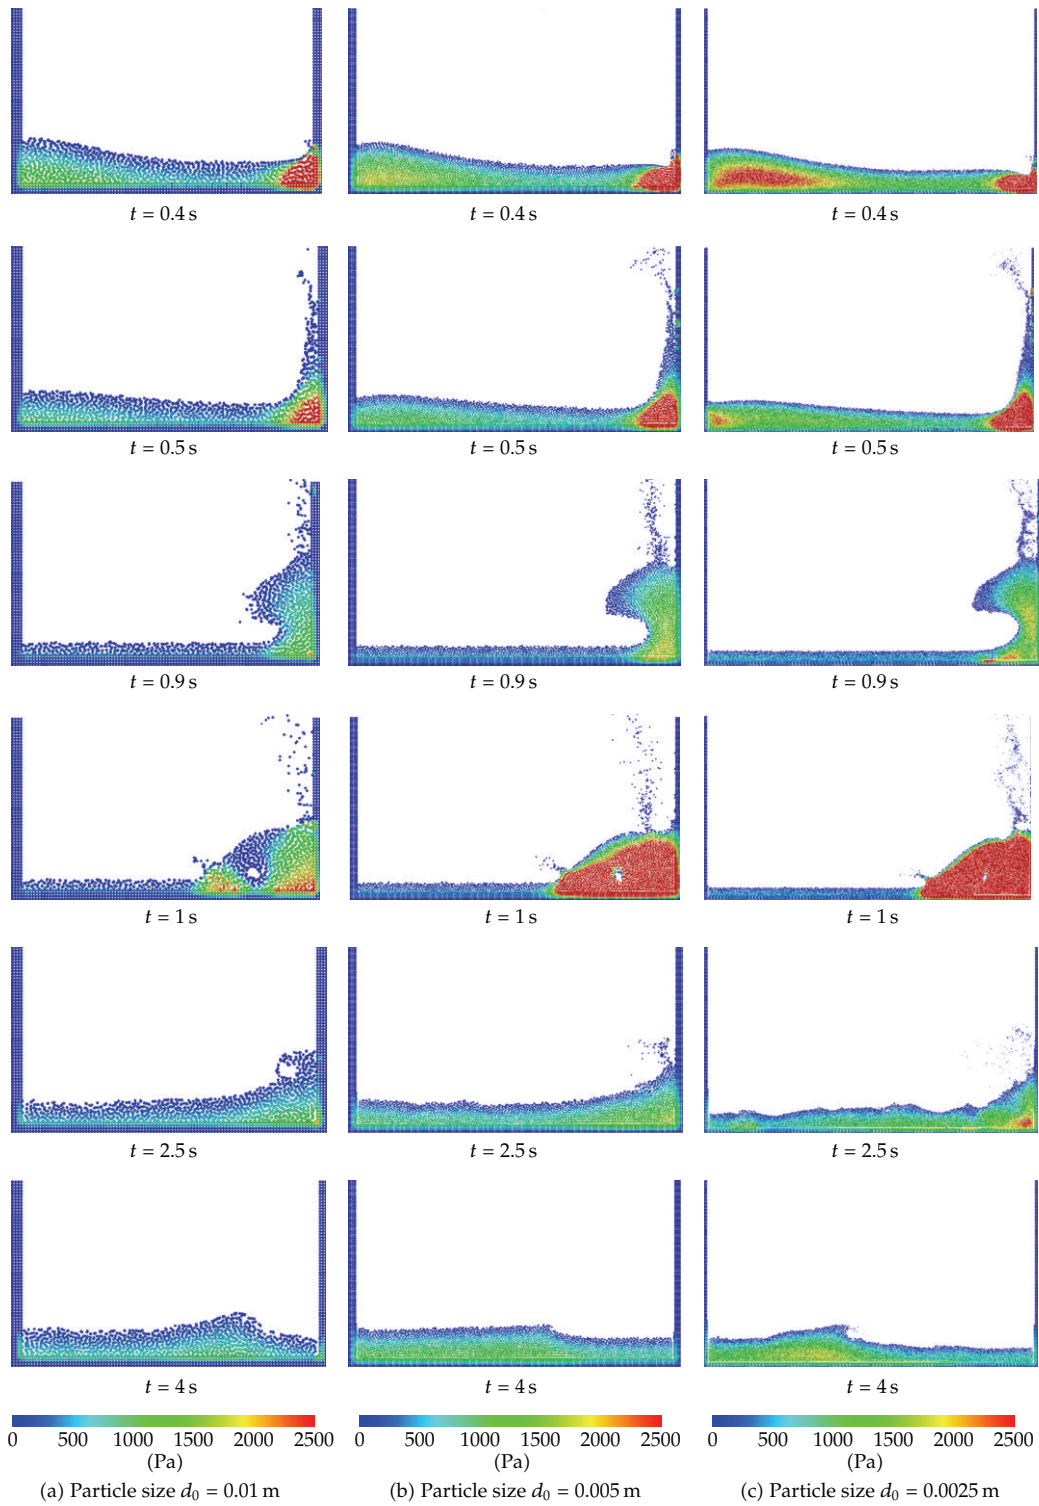 t = 0.4 s
t = 0.4 s
t = 0.4 s
t = 0.5 s
t = 0.5 s
t = 0.5 s
t = 0.9 s
t = 0.9 s
t = 0.9 s
t = 1 s
t = 1 s
t = 1 s
t = 2.5 s
t = 2.5 s
t = 2.5 s
t = 4 s
t = 4 s
t = 4 s
0 500 1000 1500 2000 2500
(Pa)
0 500 1000 1500 2000 2500
(Pa)
0 500 1000 1500 2000 2500
(Pa)
(a) Particle size d₀ = 0.01 m
(b) Particle size d₀ = 0.005 m
(c) Particle size d₀ = 0.0025 m